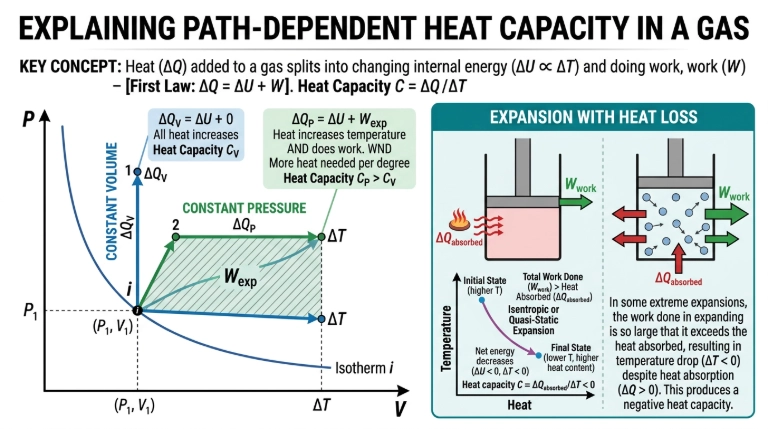 EXPLAINING PATH-DEPENDENT HEAT CAPACITY IN A GAS
KEY CONCEPT: Heat (ΔQ) added to a gas splits into changing internal energy (ΔU ∝ ΔT) and doing work, work (W)
– [First Law: ΔQ = ΔU + W]. Heat Capacity C = ΔQ/ΔT
P
ΔQV = ΔU + 0
All heat increases
Heat Capacity CV
ΔQP = ΔU + Wexp
Heat increases temperature
AND does work. WND
More heat needed per degree
Heat Capacity CP > CV
CONSTANT VOLUME
ΔQV
1
ΔQV
CONSTANT PRESSURE
2
ΔQP
ΔT
Wexp
i
i
P1
(P1, V1)
ΔT
Isotherm i
(P1, V1)
ΔT
V
EXPANSION WITH HEAT LOSS
Wwork
ΔQabsorbed
Wwork
ΔQabsorbed
Temperature
Initial State
(higher T)
Total Work Done
(Wwork) > Heat
Absorbed (ΔQabsorbed)
Isentropic or
Quasi-Static
Expansion
Net energy
decreases
(ΔU < 0, ΔT < 0)
Final State
(lower T, higher
heat content)
Heat capacity C = ΔQabsorbed/ΔT < 0
Heat
In some extreme expansions,
the work done in expanding
is so large that it exceeds the
heat absorbed, resulting in
temperature drop (ΔT < 0)
despite heat absorption
(ΔQ > 0). This produces a
negative heat capacity.